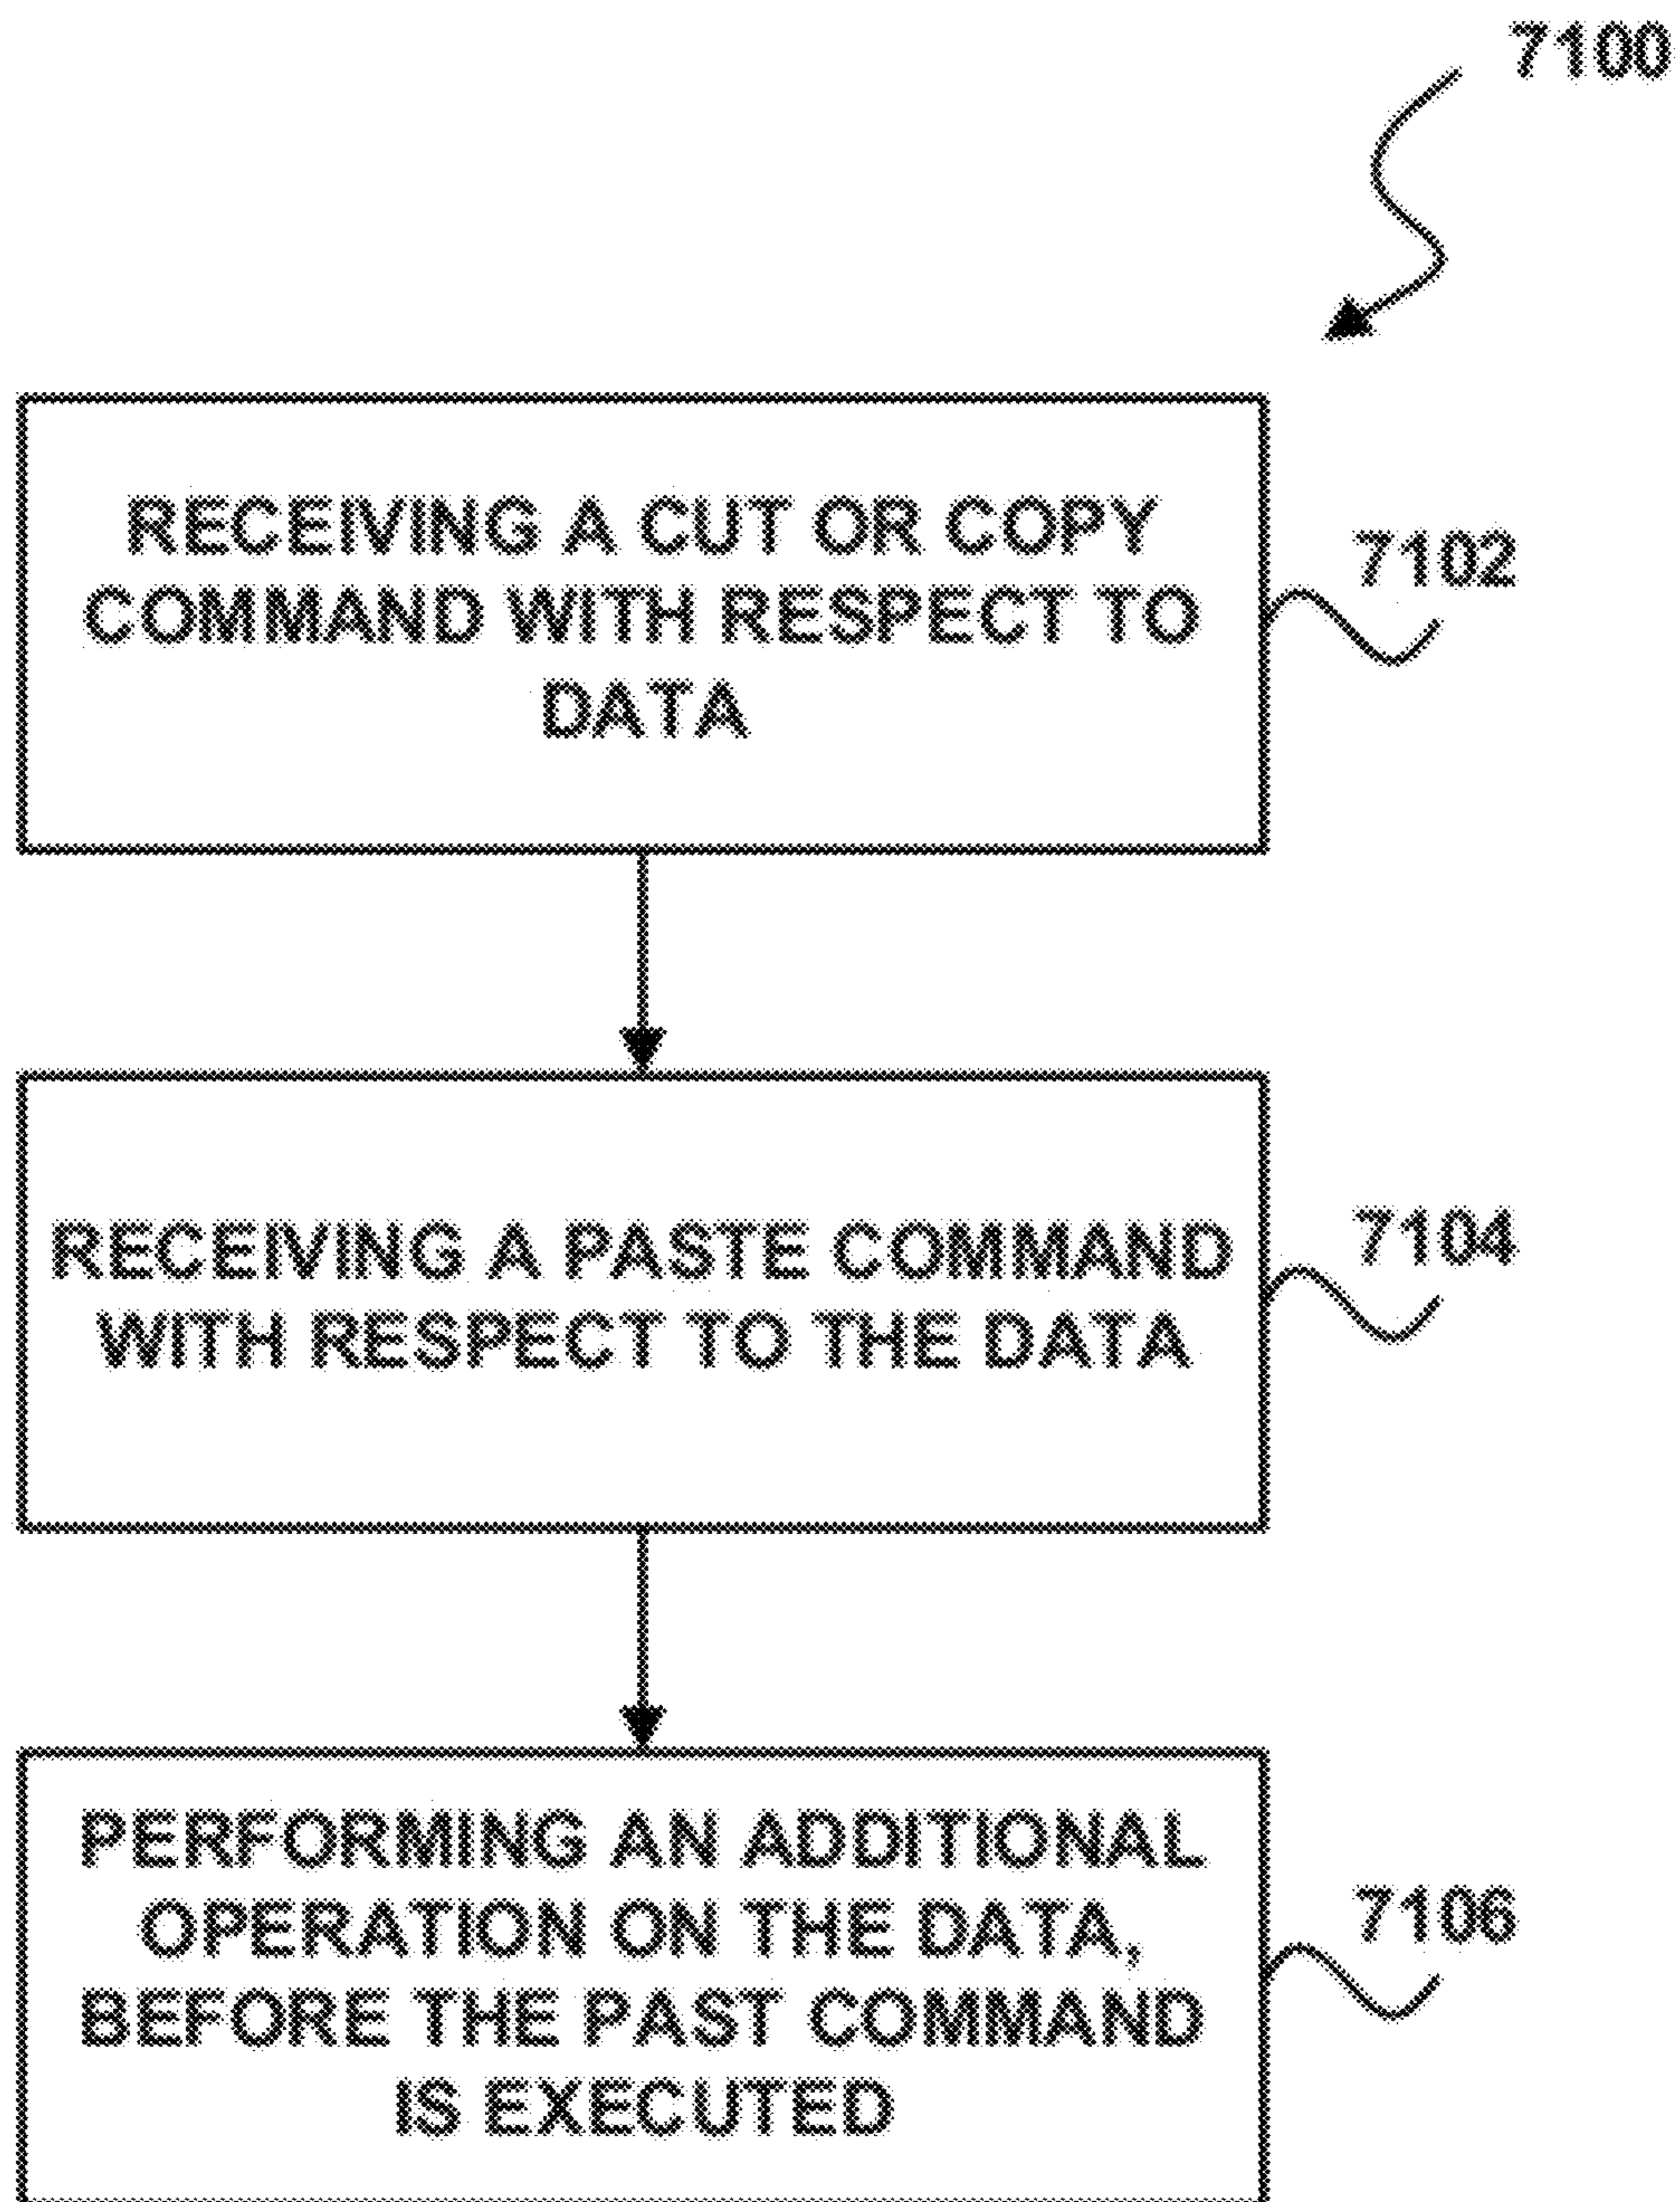 7100
RECEIVING A CUT OR COPY
COMMAND WITH RESPECT TO
DATA
7102
RECEIVING A PASTE COMMAND
WITH RESPECT TO THE DATA
7104
PERFORMING AN ADDITIONAL
OPERATION ON THE DATA,
BEFORE THE PAST COMMAND
IS EXECUTED
7106